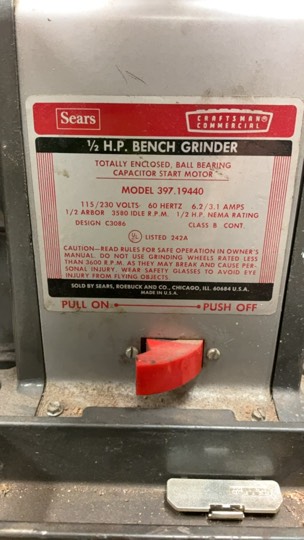 Sears
CRAFTSMAN
COMMERCIAL
½ H.P. BENCH GRINDER
TOTALLY ENCLOSED, BALL BEARING
CAPACITOR START MOTOR
MODEL 397.19440
115/230 VOLTS 60 HERTZ 6.2/3.1 AMPS
1/2 ARBOR 3580 IDLE R.P.M. 1/2 H.P. NEMA RATING
DESIGN C3086 CLASS B CONT.
UL LISTED 242A
CAUTION—READ RULES FOR SAFE OPERATION IN OWNER'S
MANUAL. DO NOT USE GRINDING WHEELS RATED LESS
THAN 3600 R.P.M. AS THEY MAY BREAK AND CAUSE PER-
SONAL INJURY. WEAR SAFETY GLASSES TO AVOID EYE
INJURY FROM FLYING OBJECTS.
SOLD BY SEARS, ROEBUCK AND CO., CHICAGO, ILL. 60684 U.S.A.
MADE IN U.S.A.
PULL ON PUSH OFF